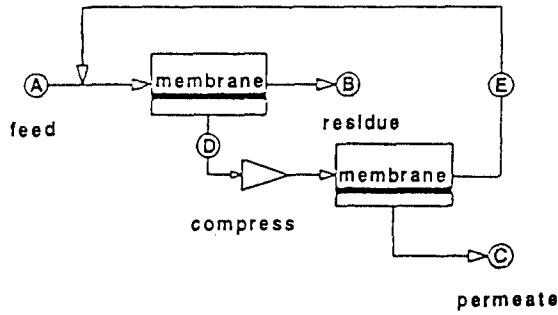 A
membrane
B
E
feed
D
residue
membrane
compress
C
permeate